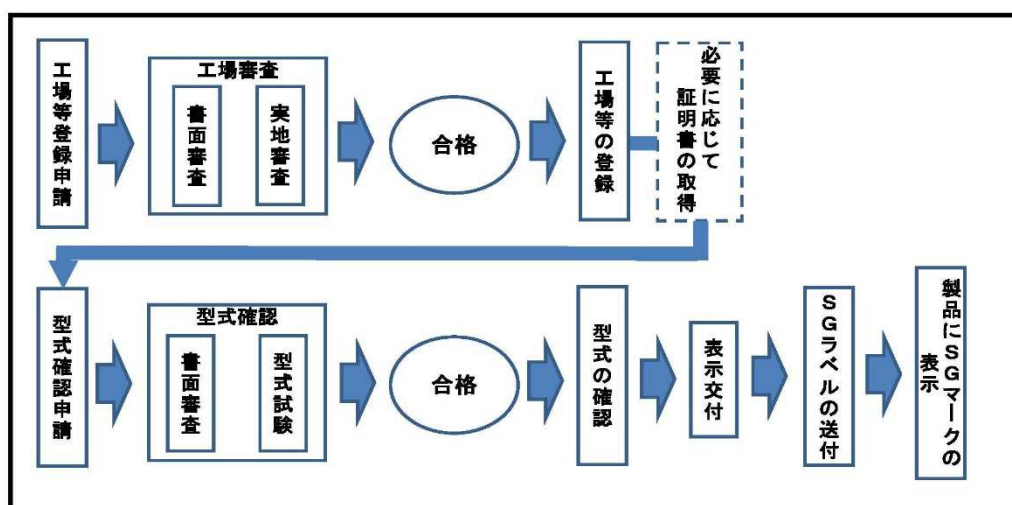 工場等登録申請
工場審査
書面審査
実地審査
合格
工場等の登録
必要に応じて
証明書の取得
型式確認申請
型式確認
書面審査
型式試験
合格
型式の確認
表示交付
ＳＧラベルの送付
製品にＳＧマークの
表示